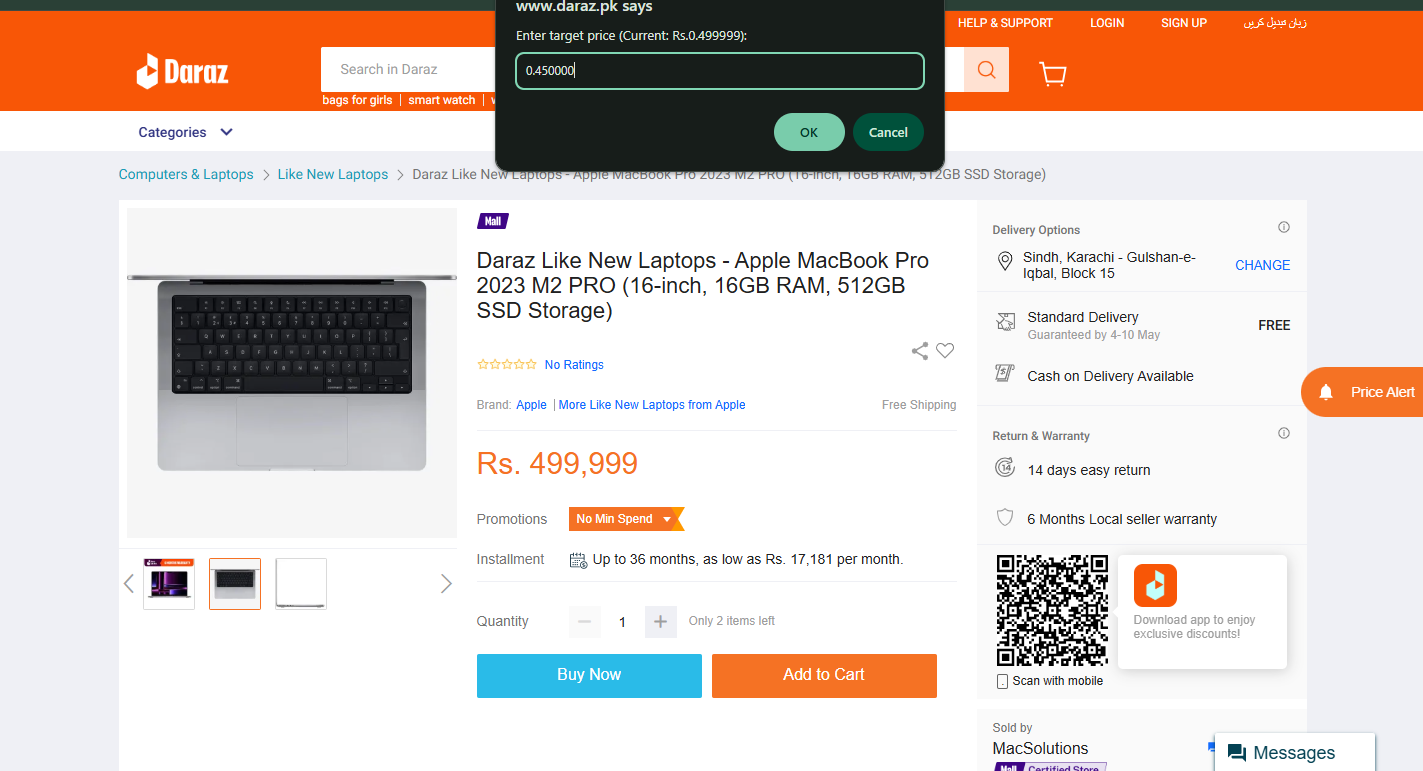 www.daraz.pk says
Enter target price (Current: Rs.0.499999):
0.450000
OK
Cancel
HELP & SUPPORT
LOGIN
SIGN UP
زبان تبدیل کریں
Daraz
Search in Daraz
bags for girls
smart watch
Categories
Computers & Laptops
Like New Laptops
Daraz Like New Laptops - Apple MacBook Pro 2023 M2 PRO (16-inch, 16GB RAM, 512GB SSD Storage)
Mall
Daraz Like New Laptops - Apple MacBook Pro
2023 M2 PRO (16-inch, 16GB RAM, 512GB
SSD Storage)
No Ratings
Brand: Apple | More Like New Laptops from Apple
Free Shipping
Rs. 499,999
Promotions
No Min Spend
Installment
Up to 36 months, as low as Rs. 17,181 per month.
Quantity
1
Only 2 items left
Buy Now
Add to Cart
Delivery Options
Sindh, Karachi - Gulshan-e-
Iqbal, Block 15
CHANGE
Standard Delivery
FREE
Guaranteed by 4-10 May
Cash on Delivery Available
Price Alert
Return & Warranty
14 days easy return
6 Months Local seller warranty
Download app to enjoy
exclusive discounts!
Scan with mobile
Sold by
MacSolutions
Mall Certified Store
Messages